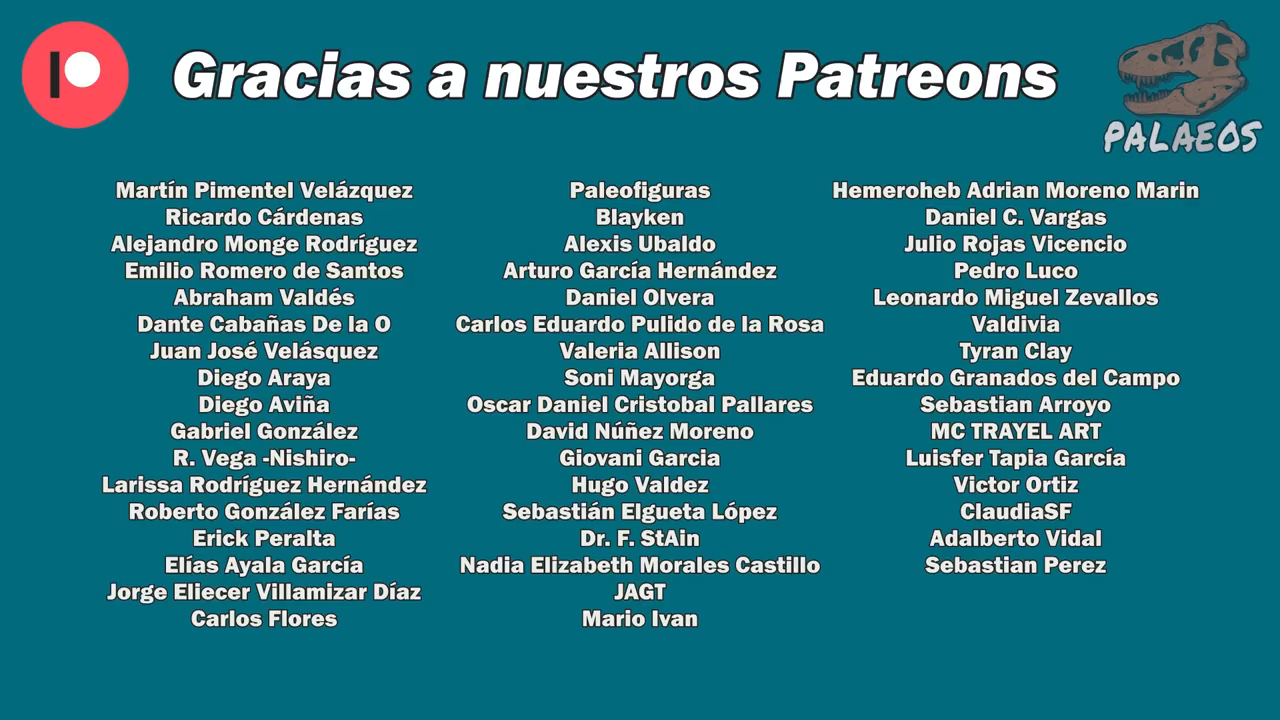 Gracias a nuestros Patreons
PALAEOS
Martín Pimentel Velázquez
Ricardo Cárdenas
Alejandro Monge Rodríguez
Emilio Romero de Santos
Abraham Valdés
Dante Cabañas De la O
Juan José Velásquez
Diego Araya
Diego Aviña
Gabriel González
R. Vega -Nishiro-
Larissa Rodríguez Hernández
Roberto González Farías
Erick Peralta
Elías Ayala García
Jorge Eliecer Villamizar Díaz
Carlos Flores
Paleofiguras
Blayken
Alexis Ubaldo
Arturo García Hernández
Daniel Olvera
Carlos Eduardo Pulido de la Rosa
Valeria Allison
Soni Mayorga
Oscar Daniel Cristobal Pallares
David Núñez Moreno
Giovani Garcia
Hugo Valdez
Sebastián Elgueta López
Dr. F. StAin
Nadia Elizabeth Morales Castillo
JAGT
Mario Ivan
Hemeroheb Adrian Moreno Marin
Daniel C. Vargas
Julio Rojas Vicencio
Pedro Luco
Leonardo Miguel Zevallos
Valdivia
Tyran Clay
Eduardo Granados del Campo
Sebastian Arroyo
MC TRAYEL ART
Luisfer Tapia García
Victor Ortiz
ClaudiaSF
Adalberto Vidal
Sebastian Perez